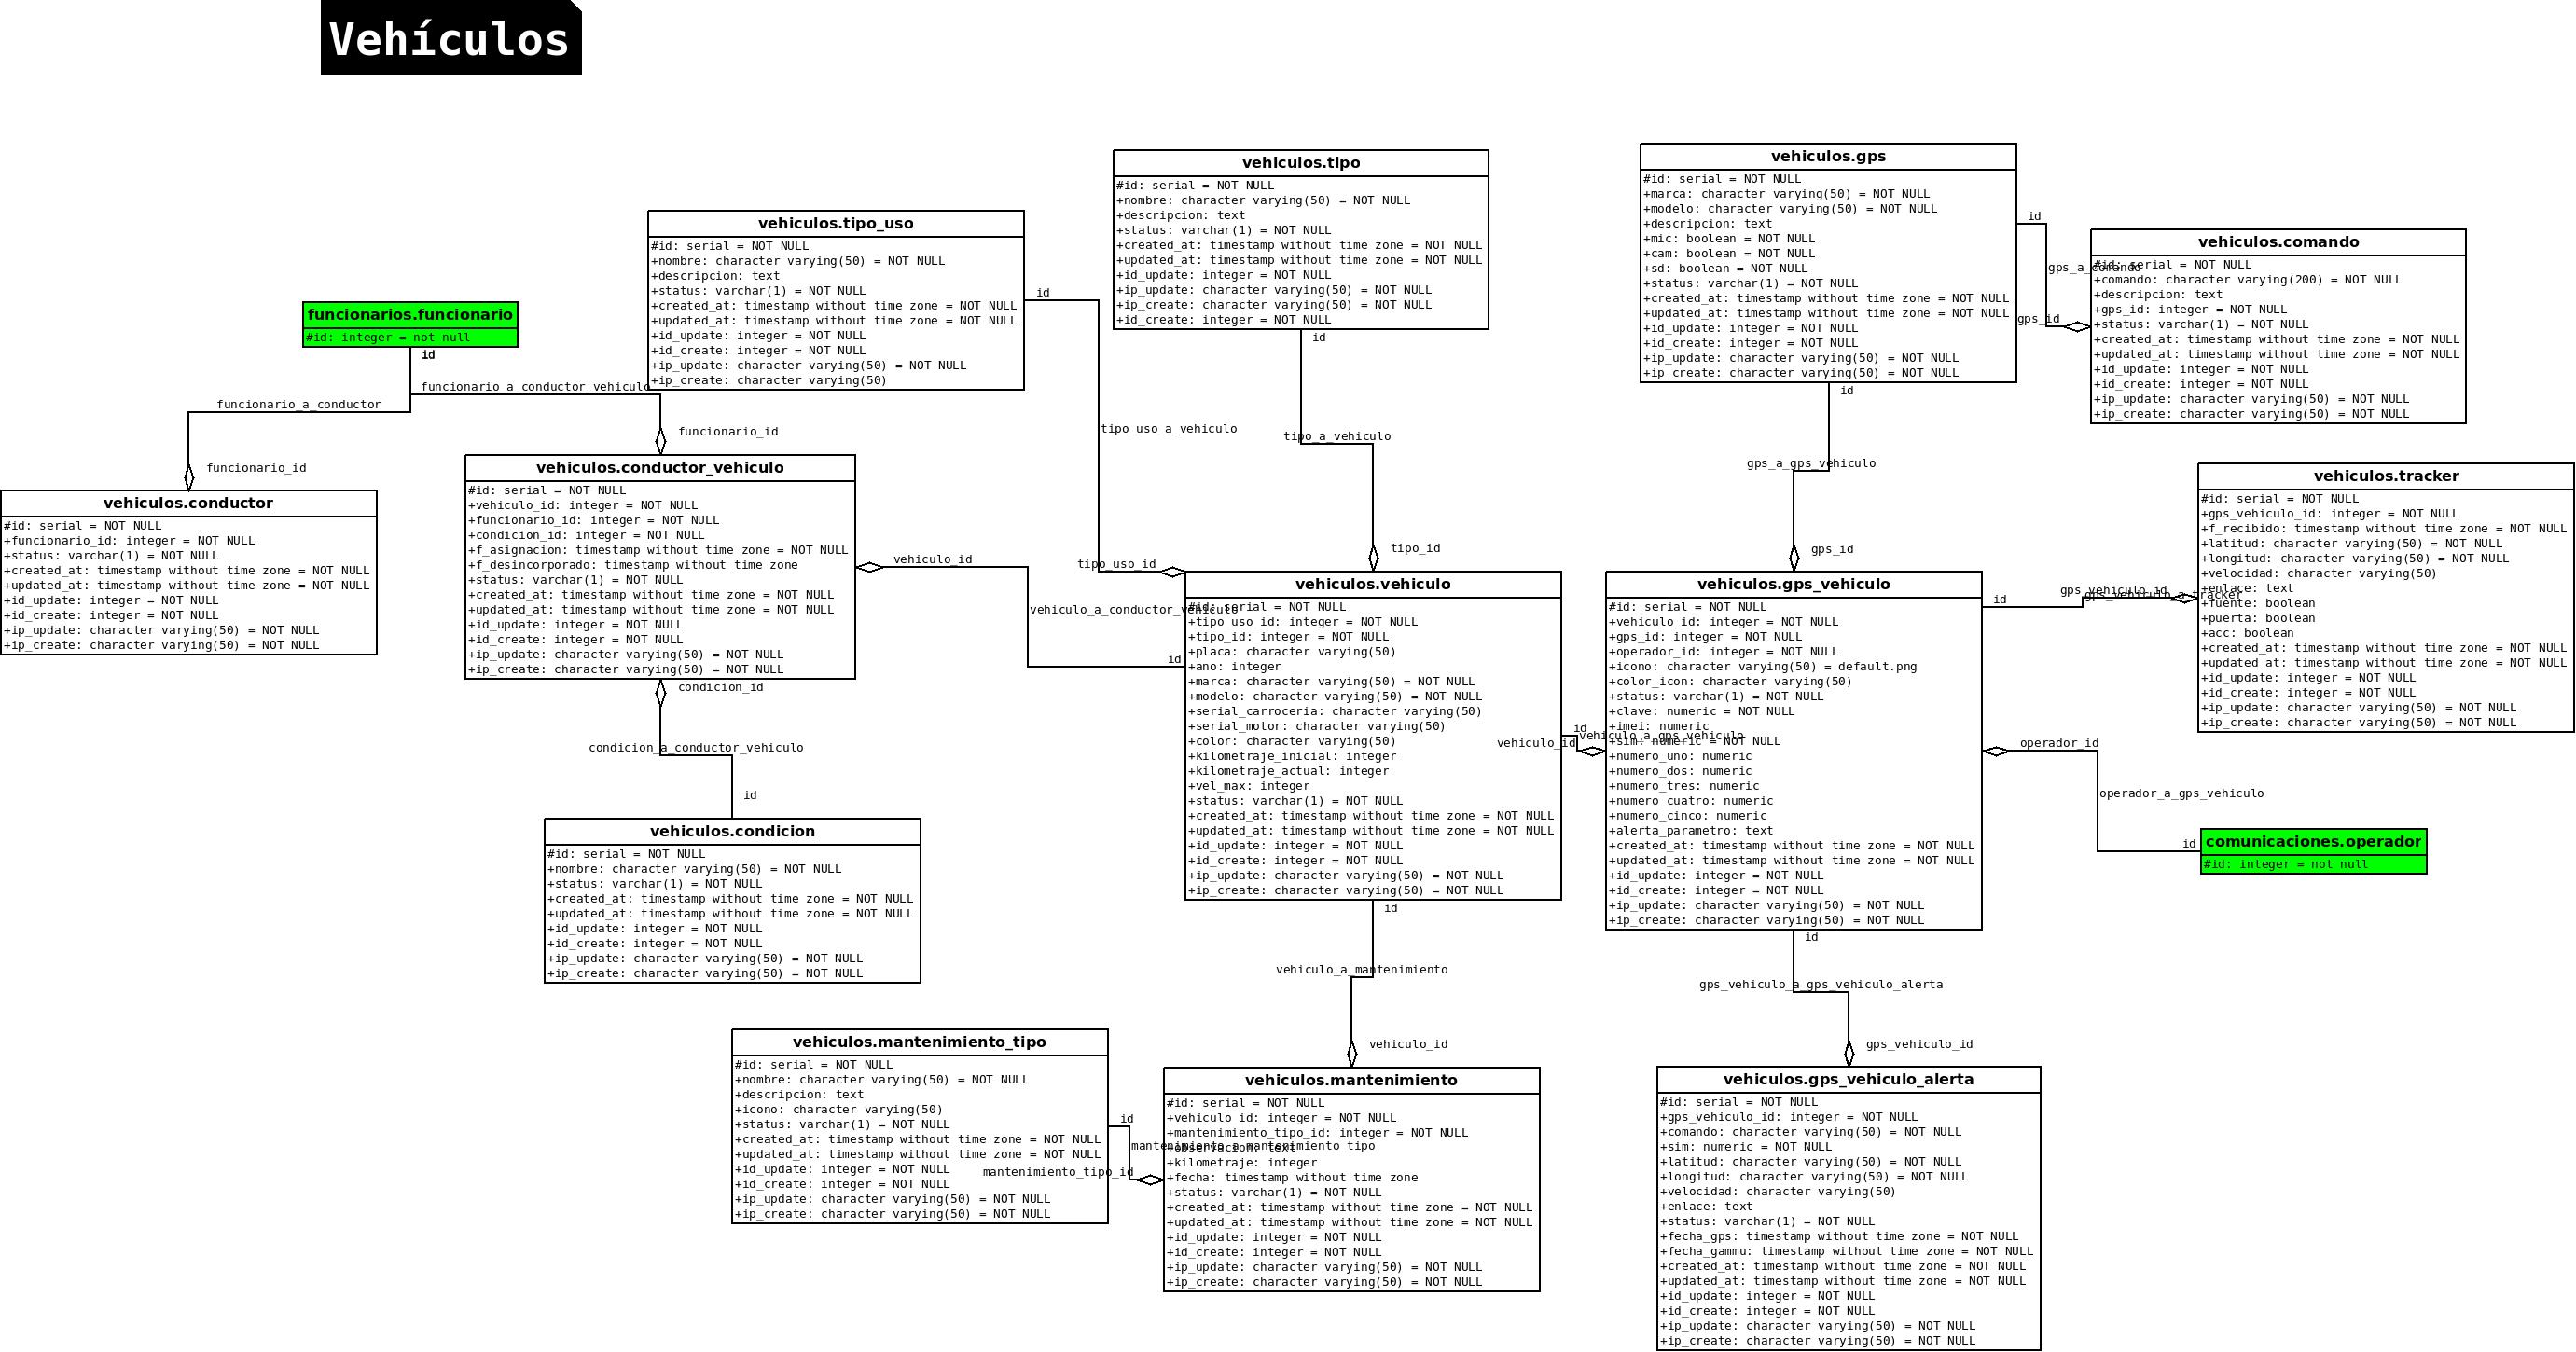 Vehículos
vehiculos.tipo
#id: serial = NOT NULL
+nombre: character varying(50) = NOT NULL
+descripcion: text
+status: varchar(1) = NOT NULL
+created_at: timestamp without time zone = NOT NULL
+updated_at: timestamp without time zone = NOT NULL
+id_update: integer = NOT NULL
+ip_update: character varying(50) = NOT NULL
+ip_create: character varying(50) = NOT NULL
+id_create: integer = NOT NULL
id
tipo_a_vehiculo
tipo_id
vehiculos.gps
#id: serial = NOT NULL
+marca: character varying(50) = NOT NULL
+modelo: character varying(50) = NOT NULL
+descripcion: text
+mic: boolean = NOT NULL
+cam: boolean = NOT NULL
+sd: boolean = NOT NULL
+status: varchar(1) = NOT NULL
+created_at: timestamp without time zone = NOT NULL
+updated_at: timestamp without time zone = NOT NULL
+id_update: integer = NOT NULL
+id_create: integer = NOT NULL
+ip_update: character varying(50) = NOT NULL
+ip_create: character varying(50) = NOT NULL
id
gps_a_comando
gps_id
id
gps_a_gps_vehiculo
gps_id
vehiculos.comando
#id: serial = NOT NULL
+comando: character varying(200) = NOT NULL
+descripcion: text
+gps_id: integer = NOT NULL
+status: varchar(1) = NOT NULL
+created_at: timestamp without time zone = NOT NULL
+updated_at: timestamp without time zone = NOT NULL
+id_update: integer = NOT NULL
+id_create: integer = NOT NULL
+ip_update: character varying(50) = NOT NULL
+ip_create: character varying(50) = NOT NULL
vehiculos.tipo_uso
#id: serial = NOT NULL
+nombre: character varying(50) = NOT NULL
+descripcion: text
+status: varchar(1) = NOT NULL
+created_at: timestamp without time zone = NOT NULL
+updated_at: timestamp without time zone = NOT NULL
+id_update: integer = NOT NULL
+id_create: integer = NOT NULL
+ip_update: character varying(50) = NOT NULL
+ip_create: character varying(50)
id
tipo_uso_a_vehiculo
tipo_uso_id
funcionarios.funcionario
#id: integer = not null
id
funcionario_a_conductor_vehiculo
funcionario_a_conductor
funcionario_id
funcionario_id
vehiculos.conductor
#id: serial = NOT NULL
+funcionario_id: integer = NOT NULL
+status: varchar(1) = NOT NULL
+created_at: timestamp without time zone = NOT NULL
+updated_at: timestamp without time zone = NOT NULL
+id_update: integer = NOT NULL
+id_create: integer = NOT NULL
+ip_update: character varying(50) = NOT NULL
+ip_create: character varying(50) = NOT NULL
vehiculos.conductor_vehiculo
#id: serial = NOT NULL
+vehiculo_id: integer = NOT NULL
+funcionario_id: integer = NOT NULL
+condicion_id: integer = NOT NULL
+f_asignacion: timestamp without time zone = NOT NULL
+f_desincorporado: timestamp without time zone
+status: varchar(1) = NOT NULL
+created_at: timestamp without time zone = NOT NULL
+updated_at: timestamp without time zone = NOT NULL
+id_update: integer = NOT NULL
+id_create: integer = NOT NULL
+ip_update: character varying(50) = NOT NULL
+ip_create: character varying(50) = NOT NULL
vehiculo_id
vehiculo_a_conductor_vehiculo
id
condicion_id
condicion_a_conductor_vehiculo
id
vehiculos.condicion
#id: serial = NOT NULL
+nombre: character varying(50) = NOT NULL
+status: varchar(1) = NOT NULL
+created_at: timestamp without time zone = NOT NULL
+updated_at: timestamp without time zone = NOT NULL
+id_update: integer = NOT NULL
+id_create: integer = NOT NULL
+ip_update: character varying(50) = NOT NULL
+ip_create: character varying(50) = NOT NULL
vehiculos.vehiculo
#id: serial = NOT NULL
+tipo_uso_id: integer = NOT NULL
+tipo_id: integer = NOT NULL
+placa: character varying(50)
+ano: integer
+marca: character varying(50) = NOT NULL
+modelo: character varying(50) = NOT NULL
+serial_carroceria: character varying(50)
+serial_motor: character varying(50)
+color: character varying(50)
+kilometraje_inicial: integer
+kilometraje_actual: integer
+vel_max: integer
+status: varchar(1) = NOT NULL
+created_at: timestamp without time zone = NOT NULL
+updated_at: timestamp without time zone = NOT NULL
+id_update: integer = NOT NULL
+id_create: integer = NOT NULL
+ip_update: character varying(50) = NOT NULL
+ip_create: character varying(50) = NOT NULL
id
vehiculo_a_gps_vehiculo
vehiculo_id
id
vehiculo_a_mantenimiento
vehiculo_id
vehiculos.gps_vehiculo
#id: serial = NOT NULL
+vehiculo_id: integer = NOT NULL
+gps_id: integer = NOT NULL
+operador_id: integer = NOT NULL
+icono: character varying(50) = default.png
+color_icon: character varying(50)
+status: varchar(1) = NOT NULL
+clave: numeric = NOT NULL
+imei: numeric
+sim: numeric = NOT NULL
+numero_uno: numeric
+numero_dos: numeric
+numero_tres: numeric
+numero_cuatro: numeric
+numero_cinco: numeric
+alerta_parametro: text
+created_at: timestamp without time zone = NOT NULL
+updated_at: timestamp without time zone = NOT NULL
+id_update: integer = NOT NULL
+id_create: integer = NOT NULL
+ip_update: character varying(50) = NOT NULL
+ip_create: character varying(50) = NOT NULL
id
gps_vehiculo_id
gps_vehiculo_a_tracker
vehiculos.tracker
#id: serial = NOT NULL
+gps_vehiculo_id: integer = NOT NULL
+f_recibido: timestamp without time zone = NOT NULL
+latitud: character varying(50) = NOT NULL
+longitud: character varying(50) = NOT NULL
+velocidad: character varying(50)
+enlace: text
+fuente: boolean
+puerta: boolean
+acc: boolean
+created_at: timestamp without time zone = NOT NULL
+updated_at: timestamp without time zone = NOT NULL
+id_update: integer = NOT NULL
+id_create: integer = NOT NULL
+ip_update: character varying(50) = NOT NULL
+ip_create: character varying(50) = NOT NULL
operador_id
operador_a_gps_vehiculo
id
comunicaciones.operador
#id: integer = not null
id
gps_vehiculo_a_gps_vehiculo_alerta
gps_vehiculo_id
vehiculos.mantenimiento_tipo
#id: serial = NOT NULL
+nombre: character varying(50) = NOT NULL
+descripcion: text
+icono: character varying(50)
+status: varchar(1) = NOT NULL
+created_at: timestamp without time zone = NOT NULL
+updated_at: timestamp without time zone = NOT NULL
+id_update: integer = NOT NULL
+id_create: integer = NOT NULL
+ip_update: character varying(50) = NOT NULL
+ip_create: character varying(50) = NOT NULL
id
mantenimiento_a_mantenimiento_tipo
mantenimiento_tipo_id
vehiculos.mantenimiento
#id: serial = NOT NULL
+vehiculo_id: integer = NOT NULL
+mantenimiento_tipo_id: integer = NOT NULL
+observacion: text
+kilometraje: integer
+fecha: timestamp without time zone
+status: varchar(1) = NOT NULL
+created_at: timestamp without time zone = NOT NULL
+updated_at: timestamp without time zone = NOT NULL
+id_update: integer = NOT NULL
+id_create: integer = NOT NULL
+ip_update: character varying(50) = NOT NULL
+ip_create: character varying(50) = NOT NULL
vehiculos.gps_vehiculo_alerta
#id: serial = NOT NULL
+gps_vehiculo_id: integer = NOT NULL
+comando: character varying(50) = NOT NULL
+sim: numeric = NOT NULL
+latitud: character varying(50) = NOT NULL
+longitud: character varying(50) = NOT NULL
+velocidad: character varying(50)
+enlace: text
+status: varchar(1) = NOT NULL
+fecha_gps: timestamp without time zone = NOT NULL
+fecha_gammu: timestamp without time zone = NOT NULL
+created_at: timestamp without time zone = NOT NULL
+updated_at: timestamp without time zone = NOT NULL
+id_update: integer = NOT NULL
+id_create: integer = NOT NULL
+ip_update: character varying(50) = NOT NULL
+ip_create: character varying(50) = NOT NULL